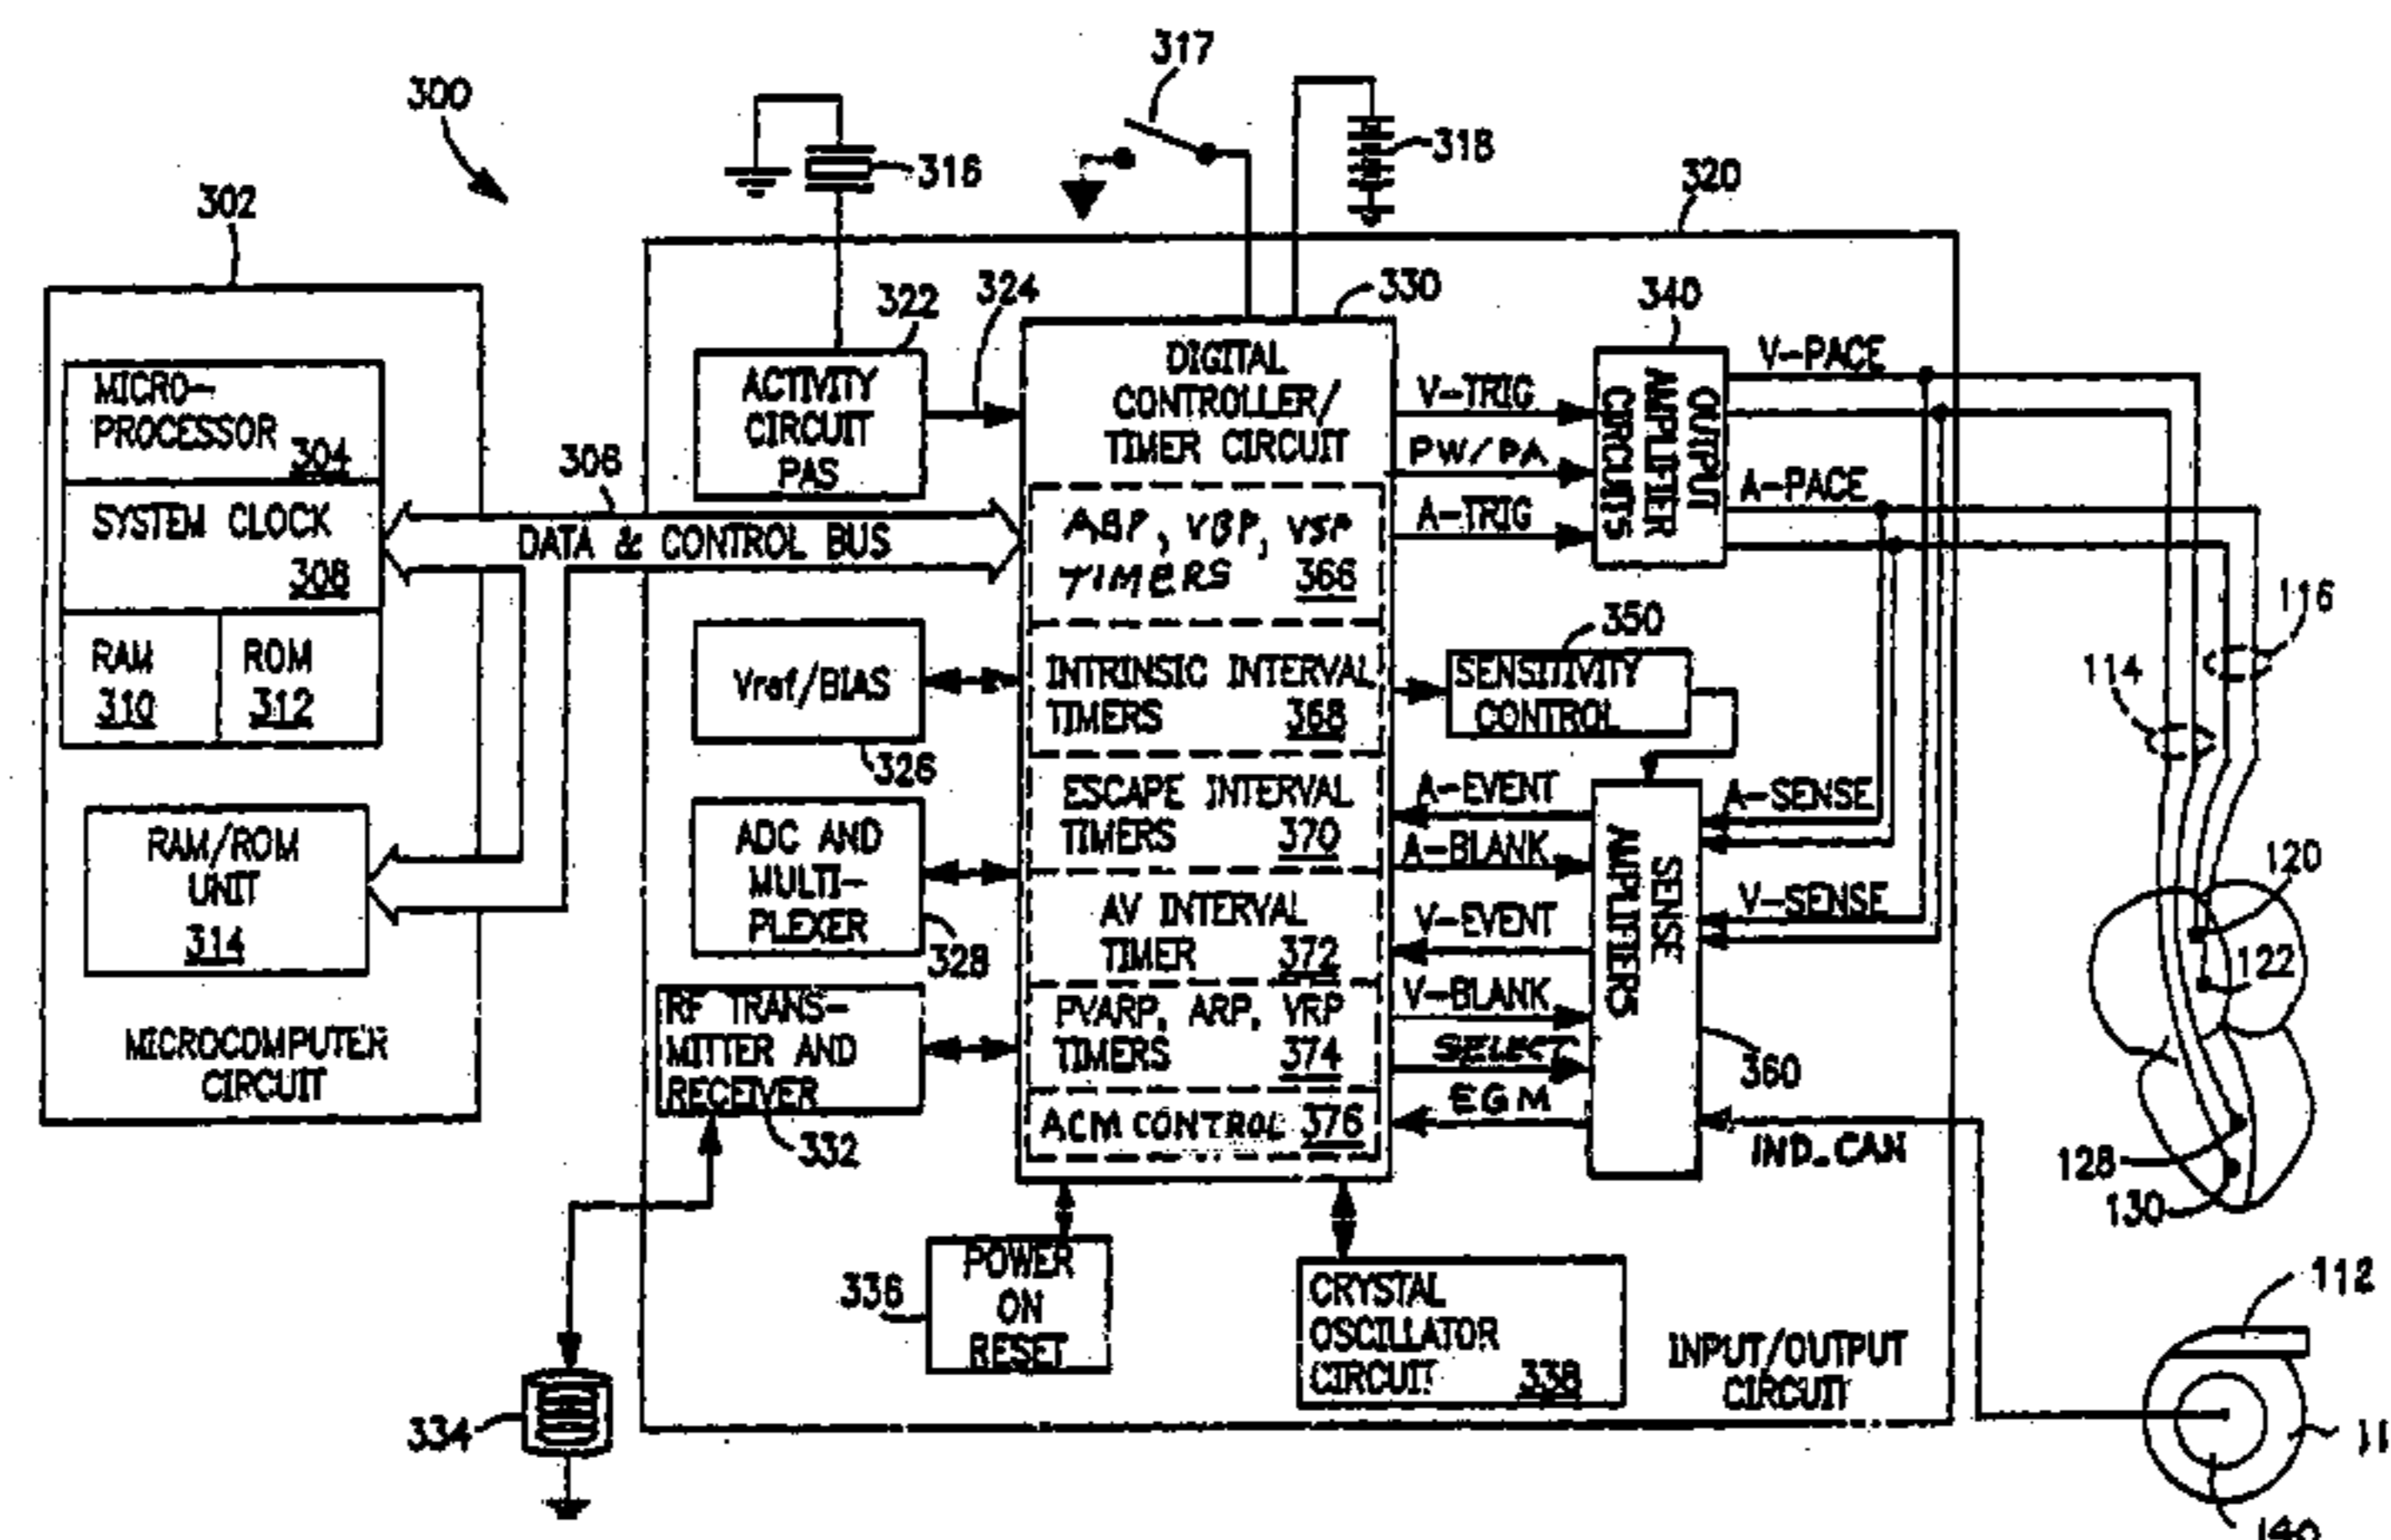 300
302
MICRO-
PROCESSOR
304
SYSTEM CLOCK
308
RAM
310
ROM
312
RAM/ROM
UNIT
314
MICROCOMPUTER
CIRCUIT
306
DATA & CONTROL BUS
316
317
318
320
322
ACTIVITY
CIRCUIT
PAS
324
Vref/BIAS
326
ADC AND
MULTI-
PLEXER
328
RF TRANS-
MITTER AND
RECEIVER
332
334
330
DIGITAL
CONTROLLER/
TIMER CIRCUIT
ABP, VBP, VSP
TIMERS 366
INTRINSIC INTERVAL
TIMERS 368
ESCAPE INTERVAL
TIMERS 370
AV INTERVAL
TIMER 372
PVARP, ARP, VRP
TIMERS 374
ACM CONTROL 376
336
POWER
ON
RESET
CRYSTAL
OSCILLATOR
CIRCUIT 338
INPUT/OUTPUT
CIRCUIT
V-TRIG
PW/PA
A-TRIG
340
OUTPUT
AMPLIFIER
CIRCUITS
V-PACE
A-PACE
350
SENSITIVITY
CONTROL
A-EVENT
A-BLANK
V-EVENT
V-BLANK
SELECT
EGM
SENSE
AMPLIFIERS
360
A-SENSE
V-SENSE
IND_CAN
116
114
120
122
128
130
112
11
140